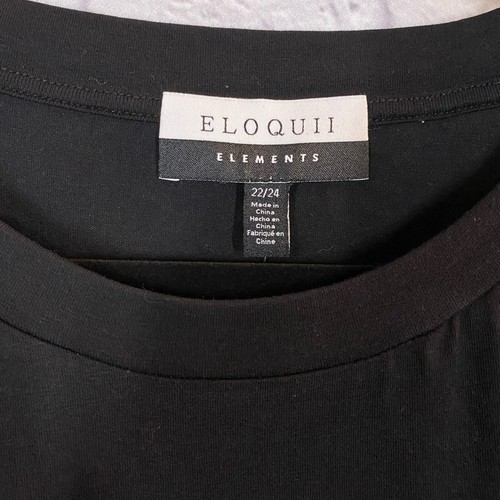 ELOQUII
ELEMENTS
22/24
Made in
China
Hecho en
China
Fabriqué en
Chine